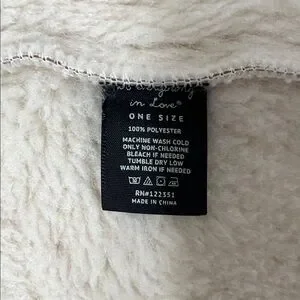 in Love®
ONE SIZE
100% POLYESTER
MACHINE WASH COLD
ONLY NON-CHLORINE
BLEACH IF NEEDED
TUMBLE DRY LOW
WARM IRON IF NEEDED
RN#122351
MADE IN CHINA